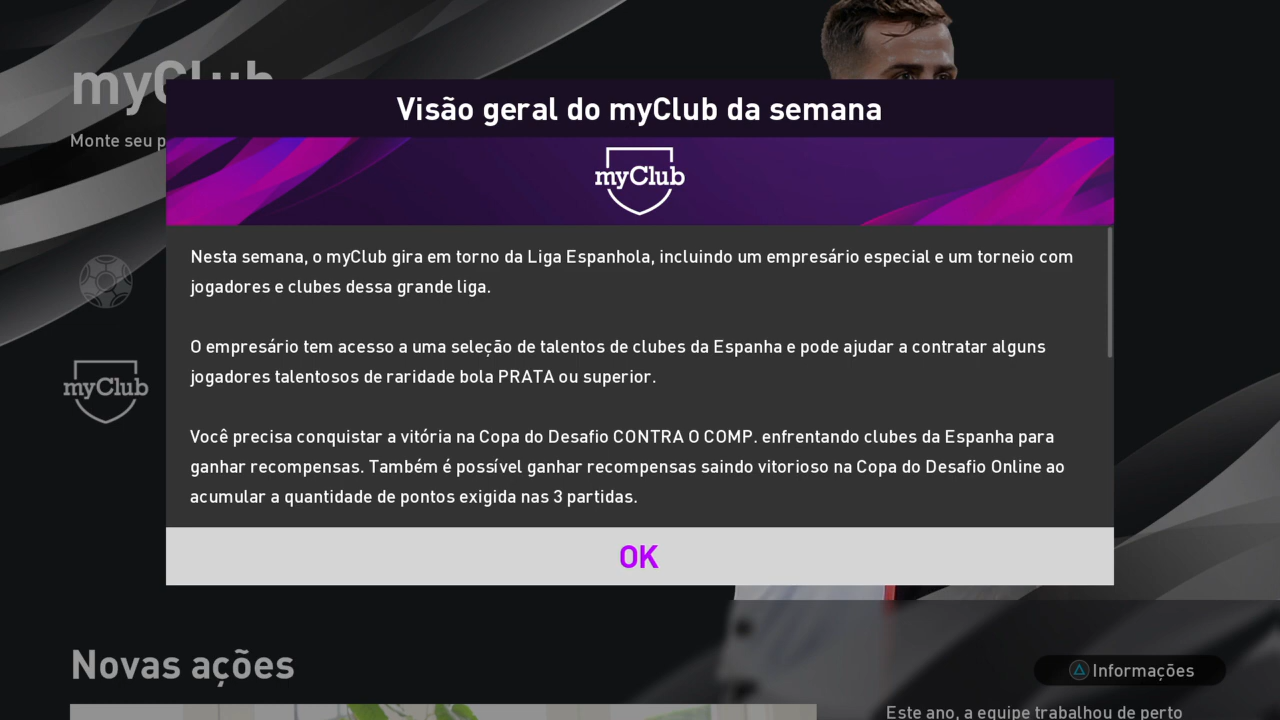 myClub
Monte seu p
Visão geral do myClub da semana
myClub
Nesta semana, o myClub gira em torno da Liga Espanhola, incluindo um empresário especial e um torneio com
jogadores e clubes dessa grande liga.
O empresário tem acesso a uma seleção de talentos de clubes da Espanha e pode ajudar a contratar alguns
jogadores talentosos de raridade bola PRATA ou superior.
myClub
Você precisa conquistar a vitória na Copa do Desafio CONTRA O COMP. enfrentando clubes da Espanha para
ganhar recompensas. Também é possível ganhar recompensas saindo vitorioso na Copa do Desafio Online ao
acumular a quantidade de pontos exigida nas 3 partidas.
OK
Novas ações
Informações
Este ano, a equipe trabalhou de perto